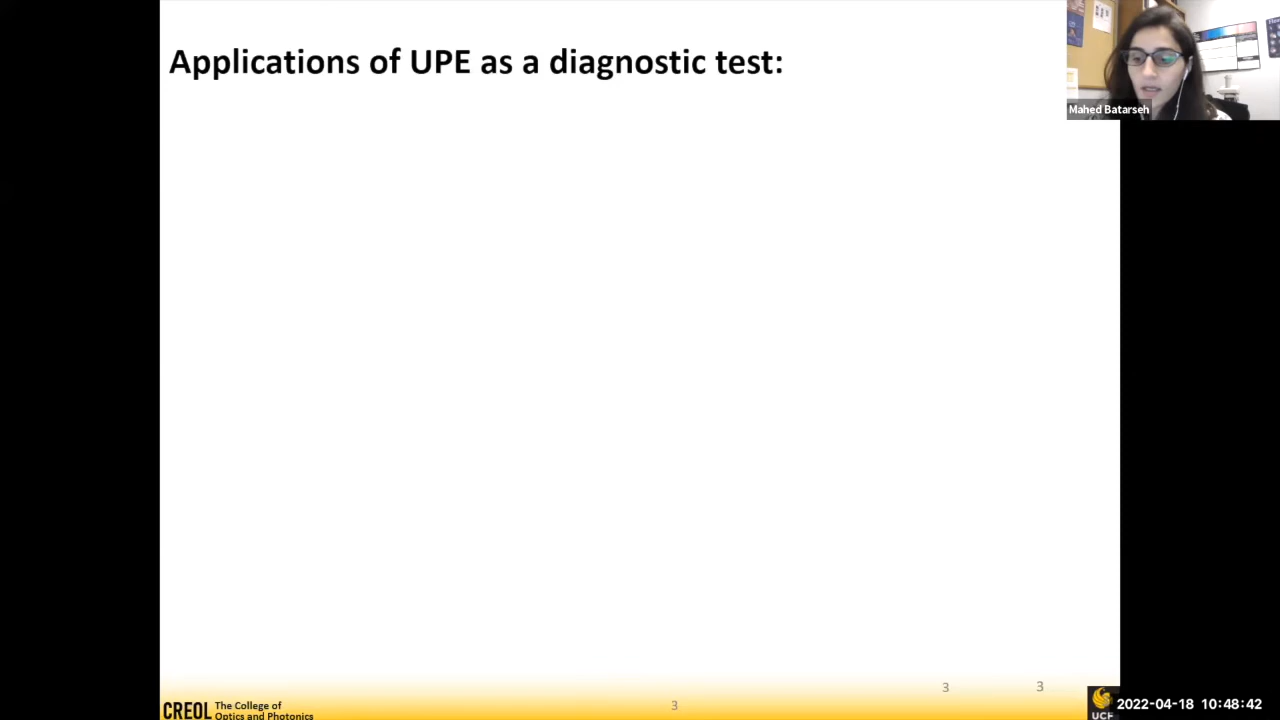 Applications of UPE as a diagnostic test:
Mahed Batarseh
3
3
3
CREOL The College of
Optics and Photonics
UCF
2022-04-18 10:48:42